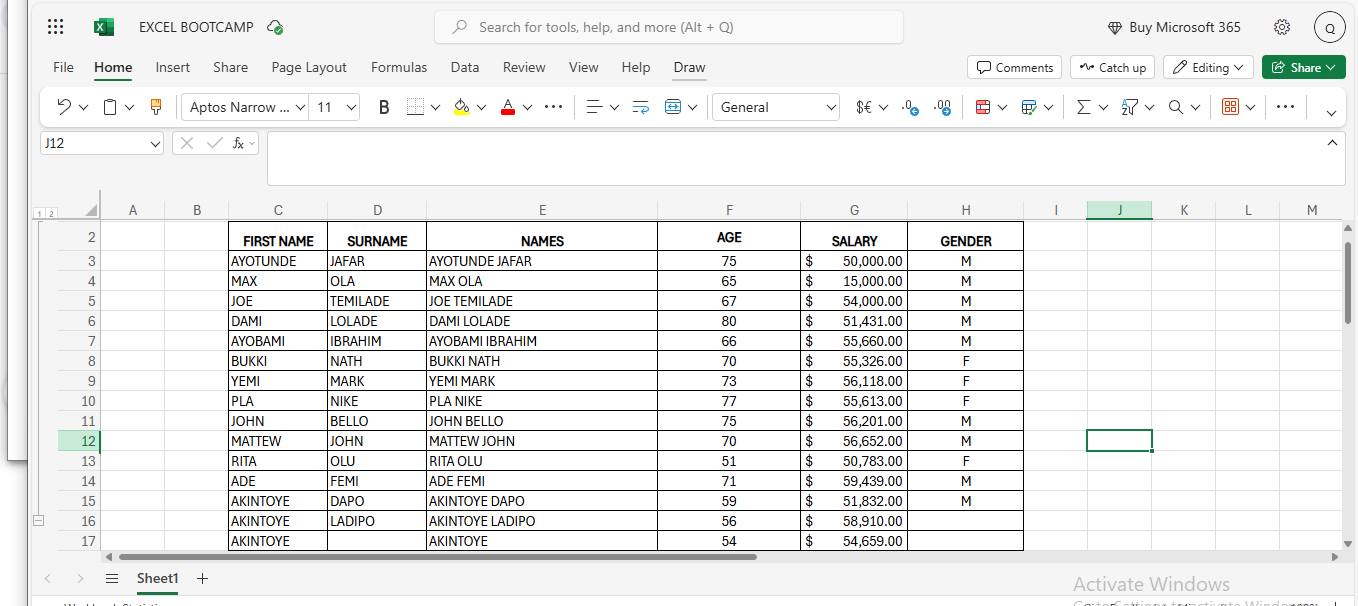 EXCEL BOOTCAMP
Search for tools, help, and more (Alt + Q)
Buy Microsoft 365
Q
File Home Insert Share Page Layout Formulas Data Review View Help Draw
Comments Catch up Editing Share
Aptos Narrow ... 11 B A General $€ .0 .00
J12 fx
1 2
A B C D E F G H I J K L M
2 FIRST NAME SURNAME NAMES AGE SALARY GENDER
3 AYOTUNDE JAFAR AYOTUNDE JAFAR 75 $ 50,000.00 M
4 MAX OLA MAX OLA 65 $ 15,000.00 M
5 JOE TEMILADE JOE TEMILADE 67 $ 54,000.00 M
6 DAMI LOLADE DAMI LOLADE 80 $ 51,431.00 M
7 AYOBAMI IBRAHIM AYOBAMI IBRAHIM 66 $ 55,660.00 M
8 BUKKI NATH BUKKI NATH 70 $ 55,326.00 F
9 YEMI MARK YEMI MARK 73 $ 56,118.00 F
10 PLA NIKE PLA NIKE 77 $ 55,613.00 F
11 JOHN BELLO JOHN BELLO 75 $ 56,201.00 M
12 MATTEW JOHN MATTEW JOHN 70 $ 56,652.00 M
13 RITA OLU RITA OLU 51 $ 50,783.00 F
14 ADE FEMI ADE FEMI 71 $ 59,439.00 M
15 AKINTOYE DAPO AKINTOYE DAPO 59 $ 51,832.00 M
16 AKINTOYE LADIPO AKINTOYE LADIPO 56 $ 58,910.00
17 AKINTOYE AKINTOYE 54 $ 54,659.00
Sheet1
Activate Windows